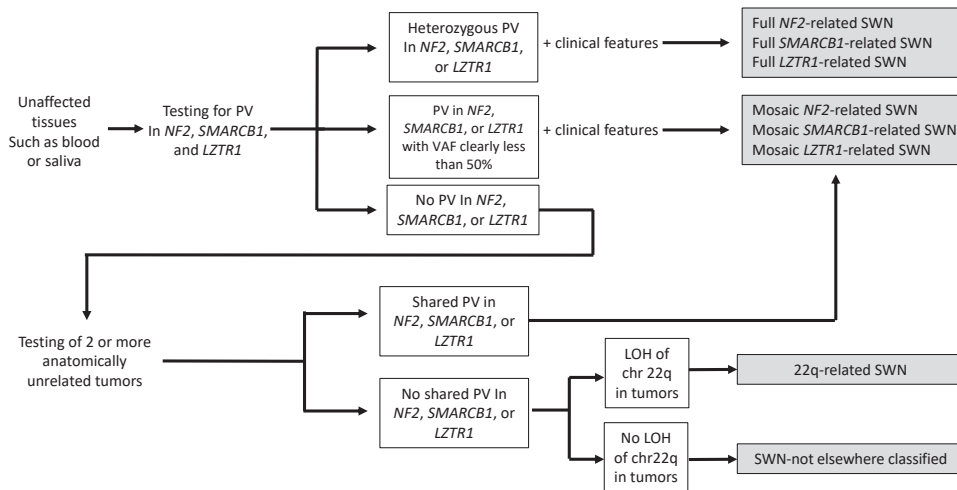 Unaffected
tissues
Such as blood
or saliva
Testing for PV
In NF2, SMARCB1,
and LZTR1
Heterozygous PV
In NF2, SMARCB1,
or LZTR1
+ clinical features
Full NF2-related SWN
Full SMARCB1-related SWN
Full LZTR1-related SWN
PV in NF2,
SMARCB1, or LZTR1
with VAF clearly less
than 50%
+ clinical features
Mosaic NF2-related SWN
Mosaic SMARCB1-related SWN
Mosaic LZTR1-related SWN
No PV In NF2,
SMARCB1, or LZTR1
Testing of 2 or more
anatomically
unrelated tumors
Shared PV in
NF2, SMARCB1, or
LZTR1
No shared PV In
NF2, SMARCB1, or
LZTR1
LOH of
chr 22q
in tumors
22q-related SWN
No LOH
of chr22q
in tumors
SWN-not elsewhere classified